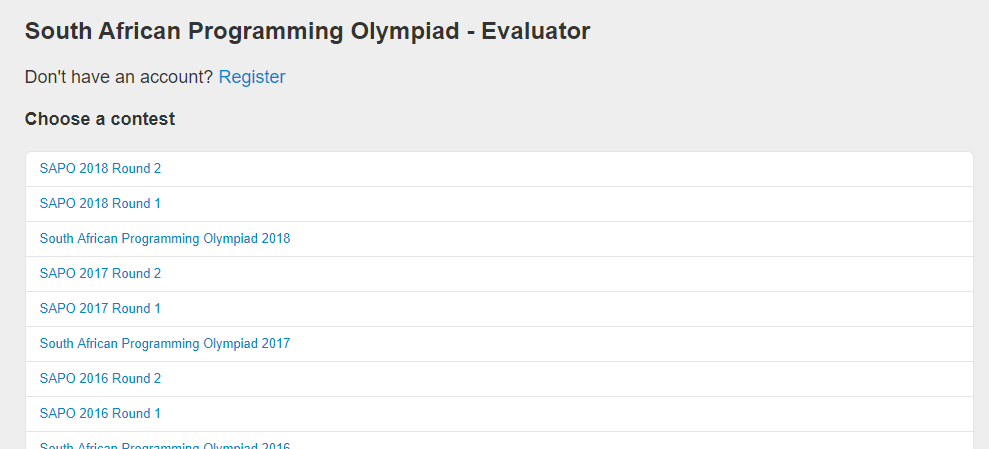 South African Programming Olympiad - Evaluator
Don't have an account? Register
Choose a contest
SAPO 2018 Round 2
SAPO 2018 Round 1
South African Programming Olympiad 2018
SAPO 2017 Round 2
SAPO 2017 Round 1
South African Programming Olympiad 2017
SAPO 2016 Round 2
SAPO 2016 Round 1
South African Programming Olympiad 2016